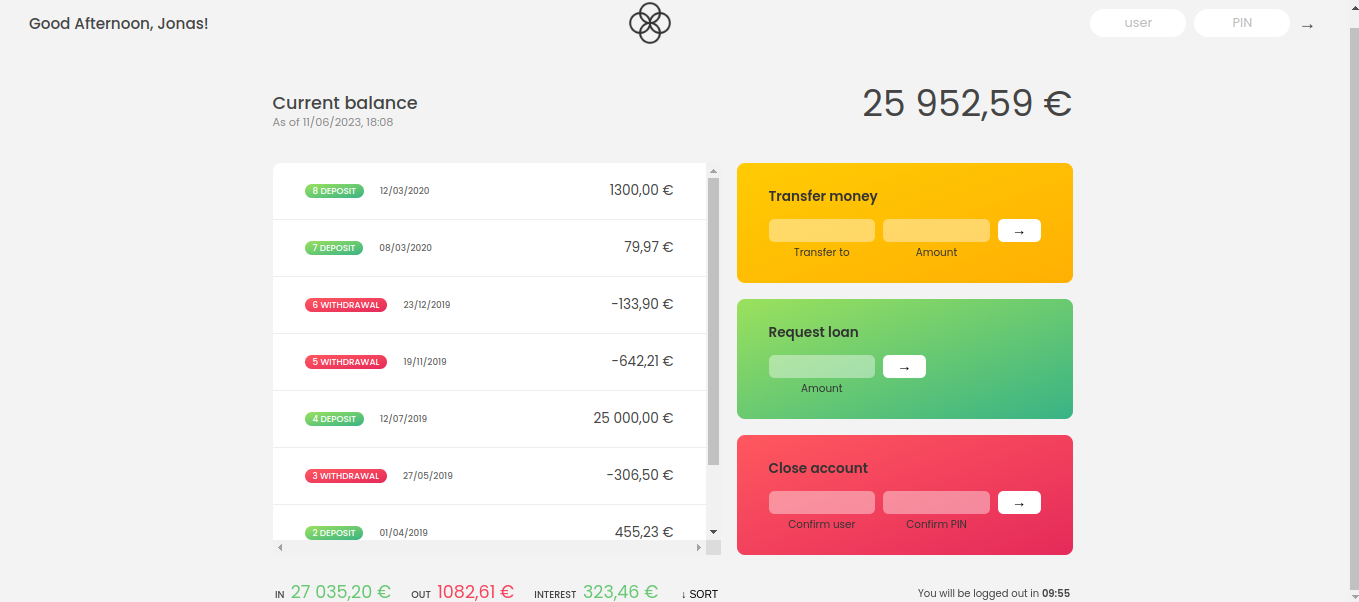 Good Afternoon, Jonas!
user
PIN
→
Current balance
As of 11/06/2023, 18:08
25 952,59 €
8 DEPOSIT 12/03/2020 1300,00 €
7 DEPOSIT 08/03/2020 79,97 €
6 WITHDRAWAL 23/12/2019 -133,90 €
5 WITHDRAWAL 19/11/2019 -642,21 €
4 DEPOSIT 12/07/2019 25 000,00 €
3 WITHDRAWAL 27/05/2019 -306,50 €
2 DEPOSIT 01/04/2019 455,23 €
Transfer money
→
Transfer to Amount
Request loan
→
Amount
Close account
→
Confirm user Confirm PIN
IN 27 035,20 € OUT 1082,61 € INTEREST 323,46 € ↓ SORT
You will be logged out in 09:55